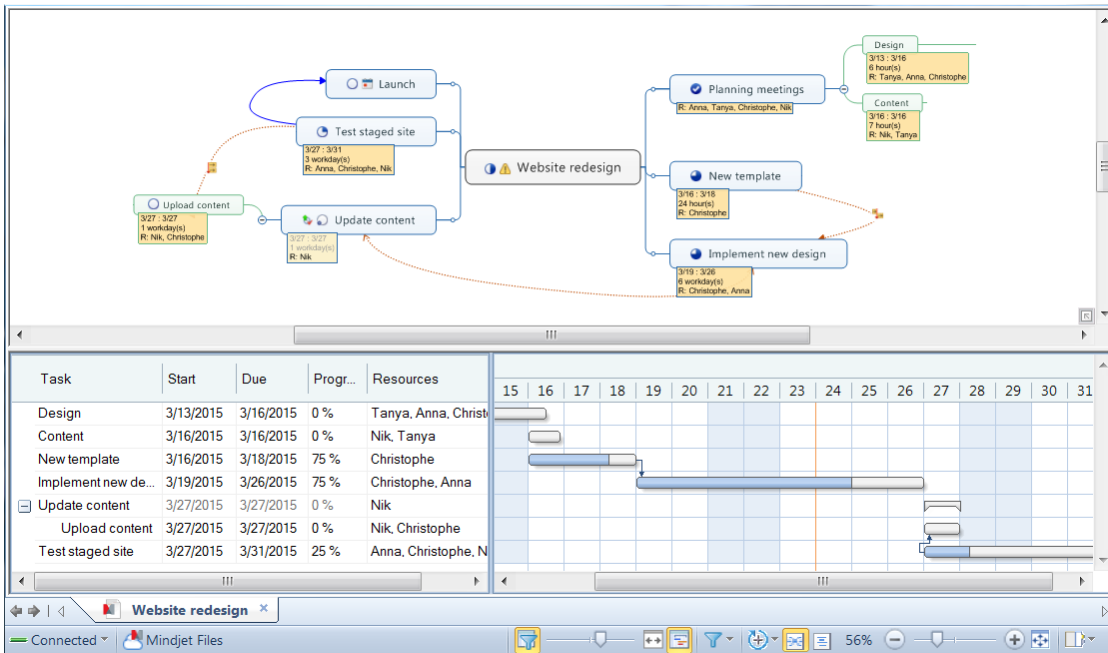 Launch
Test staged site
3/27 : 3/31
3 workday(s)
R: Anna, Christophe, Nik
Upload content
3/27 : 3/27
1 workday(s)
R: Nik, Christophe
Update content
3/27 : 3/27
1 workday(s)
R: Nik
Website redesign
Planning meetings
R: Anna, Tanya, Christophe, Nik
Design
3/13 : 3/16
6 hour(s)
R: Tanya, Anna, Christophe
Content
3/16 : 3/16
7 hour(s)
R: Nik, Tanya
New template
3/16 : 3/18
24 hour(s)
R: Christophe
Implement new design
3/19 : 3/26
6 workday(s)
R: Christophe, Anna
Task Start Due Progr... Resources
15 16 17 18 19 20 21 22 23 24 25 26 27 28 29 30 31
Design 3/13/2015 3/16/2015 0 % Tanya, Anna, Christ
Content 3/16/2015 3/16/2015 0 % Nik, Tanya
New template 3/16/2015 3/18/2015 75 % Christophe
Implement new de... 3/19/2015 3/26/2015 75 % Christophe, Anna
Update content 3/27/2015 3/27/2015 0 % Nik
Upload content 3/27/2015 3/27/2015 0 % Nik, Christophe
Test staged site 3/27/2015 3/31/2015 25 % Anna, Christophe, N
Website redesign ×
Connected Mindjet Files 56%